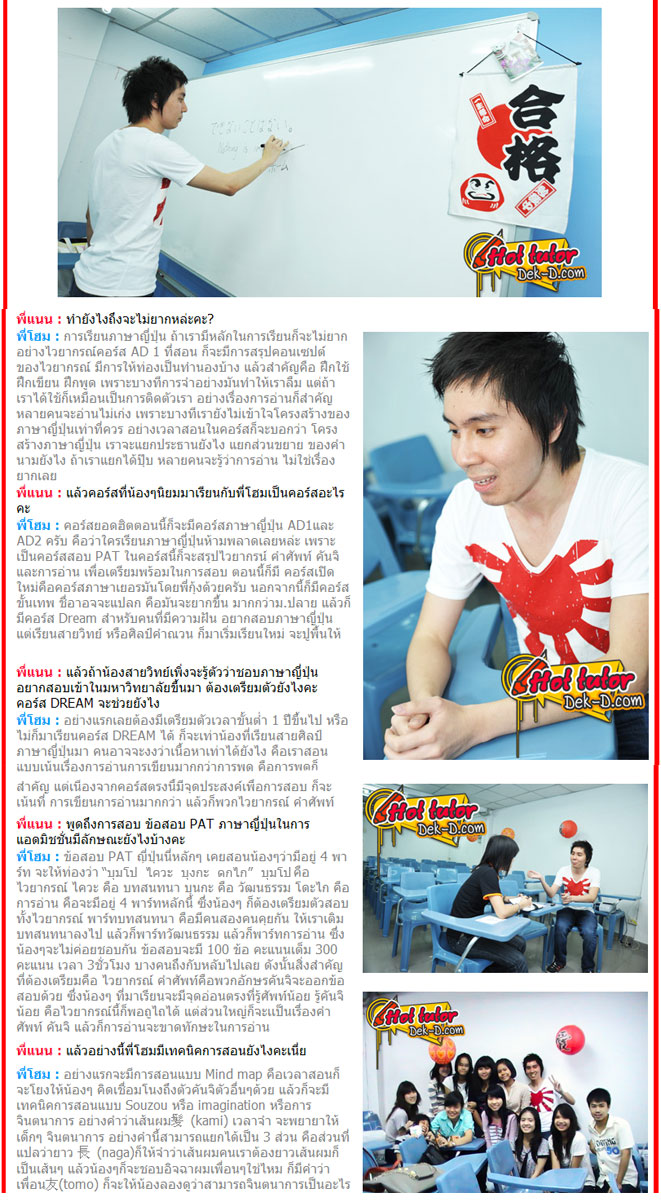 合格
Hot tutor
Dek-D.com
พี่แนน : ทำยังไงถึงจะไม่ยากหล่ะคะ?
พี่โฮม : การเรียนภาษาญี่ปุ่น ถ้าเรามีหลักในการเรียนก็จะไม่ยาก
อย่างไวยากรณ์คอร์ส AD 1 ที่สอน ก็จะมีการสรุปคอนเซปต์
ของไวยากรณ์ มีการให้ท่องเป็นทำนองบ้าง แล้วสำคัญคือ ฝึกใช้
ฝึกเขียน ฝึกพูด เพราะบางทีการจำอย่างมันทำให้เราลืม แต่ถ้า
เราได้ใช้ก็เหมือนเป็นการติดตัวเรา อย่างเรื่องการอ่านก็สำคัญ
หลายคนจะอ่านไม่เก่ง เพราะบางทีเรายังไม่เข้าใจโครงสร้างของ
ภาษาญี่ปุ่นเท่าที่ควร อย่างเวลาสอนในคอร์สก็จะบอกว่า โครง
สร้างภาษาญี่ปุ่น เราจะแยกประธานยังไง แยกส่วนขยาย ของคำ
นามยังไง ถ้าเราแยกได้ปุ๊บ หลายคนจะรู้ว่าการอ่าน ไม่ใช่เรื่อง
ยากเลย
พี่แนน : แล้วคอร์สที่น้องๆนิยมมาเรียนกับพี่โฮมเป็นคอร์สอะไร
คะ
พี่โฮม : คอร์สยอดฮิตตอนนี้ก็จะมีคอร์สภาษาญี่ปุ่น AD1และ
AD2 ครับ คือว่าใครเรียนภาษาญี่ปุ่นห้ามพลาดเลยหล่ะ เพราะ
เป็นคอร์สสอบ PAT ในคอร์สนี้ก็จะสรุปไวยากรณ์ คำศัพท์ คันจิ
และการอ่าน เพื่อเตรียมพร้อมในการสอบ ตอนนี้ก็มี คอร์สเปิด
ใหม่คือคอร์สภาษาเยอรมันโดยพี่กุ้งด้วยครับ นอกจากนี้ก็มีคอร์ส
ขั้นเทพ ชื่ออาจจะแปลก คือมันจะยากขึ้น มากกว่าม.ปลาย แล้วก็
มีคอร์ส Dream สำหรับคนที่มีความฝัน อยากสอบภาษาญี่ปุ่น
แต่เรียนสายวิทย์ หรือศิลป์คำณวน ก็มาเริ่มเรียนใหม่ จะปูพื้นให้
Hot tutor
Dek-D.com
พี่แนน : แล้วถ้าน้องสายวิทย์เพิ่งจะรู้ตัวว่าชอบภาษาญี่ปุ่น
อยากสอบเข้าในมหาวิทยาลัยขึ้นมา ต้องเตรียมตัวยังไงคะ
คอร์ส DREAM จะช่วยยังไง
พี่โฮม : อย่างแรกเลยต้องมีเตรียมตัวเวลาขั้นต่ำ 1 ปีขึ้นไป หรือ
ไม่ก็มาเรียนคอร์ส DREAM ได้ ก็จะเท่าน้องที่เรียนสายศิลป์
ภาษาญี่ปุ่นมา คนอาจจะงงว่าเนื้อหาเท่าได้ยังไง คือเราสอน
แบบเน้นเรื่องการอ่านการเขียนมากกว่าการพูด คือการพูดก็
สำคัญ แต่เนื่องจากคอร์สตรงนี้มีจุดประสงค์เพื่อการสอบ ก็จะ
เน้นที่ การเขียนการอ่านมากกว่า แล้วก็พวกไวยากรณ์ คำศัพท์
Hot tutor
Dek-D.com
พี่แนน : พูดถึงการสอบ ข้อสอบ PAT ภาษาญี่ปุ่นในการ
แอดมิชชั่นมีลักษณะยังไงบ้างคะ
พี่โฮม : ข้อสอบ PAT ญี่ปุ่นนี่หลักๆ เคยสอนน้องๆว่ามีอยู่ 4 พา
ร์ท จะให้ท่องว่า "บุมโป ไควะ บุงกะ ดกไก" บุมโป คือ
ไวยากรณ์ ไควะ คือ บทสนทนา บุนกะ คือ วัฒนธรรม โดะไก คือ
การอ่าน คือจะมีอยู่ 4 พาร์ทหลักนี้ ซึ่งน้องๆ ก็ต้องเตรียมตัวสอบ
ทั้งไวยากรณ์ พาร์ทบทสนทนา คือมีคนสองคนคุยกัน ให้เราเติม
บทสนทนาลงไป แล้วก็พาร์ทวัฒนธรรม แล้วก็พาร์ทการอ่าน ซึ่ง
น้องๆจะไม่ค่อยชอบกัน ข้อสอบจะมี 100 ข้อ คะแนนเต็ม 300
คะแนน เวลา 3ชั่วโมง บางคนถึงกับหลับไปเลย ดังนั้นสิ่งสำคัญ
ที่ต้องเตรียมคือ ไวยากรณ์ คำศัพท์คือพวกอักษรคันจิจะออกข้อ
สอบด้วย ซึ่งน้องๆ ที่มาเรียนจะมีจุดอ่อนตรงที่รู้ศัพท์น้อย รู้คันจิ
น้อย คือไวยากรณ์นี่ก็พอถูไถได้ แต่ส่วนใหญ่ก็จะเป็นเรื่องคำ
ศัพท์ คันจิ แล้วก็การอ่านจะขาดทักษะในการอ่าน
Hot tutor
Dek-D.com
พี่แนน : แล้วอย่างนี้พี่โฮมมีเทคนิคการสอนยังไงคะเนี่ย
พี่โฮม : อย่างแรกจะมีการสอนแบบ Mind map คือเวลาสอนก็
จะโยงให้น้องๆ คิดเชื่อมโยงถึงตัวคันจิตัวอื่นๆด้วย แล้วก็จะมี
เทคนิคการสอนแบบ Souzou หรือ imagination หรือการ
จินตนาการ อย่างคำว่าเส้นผม髪 (kami) เวลาจำ จะพยายาให้
เด็กๆ จินตนาการ อย่างคำนี้สามารถแยกได้เป็น 3 ส่วน คือส่วนที่
แปลว่ายาว 長 (naga)ก็ให้จำว่าเส้นผมคนเราต้องยาวเส้นผมก็
เป็นเส้นๆ แล้วน้องๆก็จะชอบอิจฉาผมเพื่อนๆใช่ไหม ก็มีคำว่า
เพื่อน友(tomo) ก็จะให้น้องลองดูว่าสามารถจินตนาการเป็นอะไร